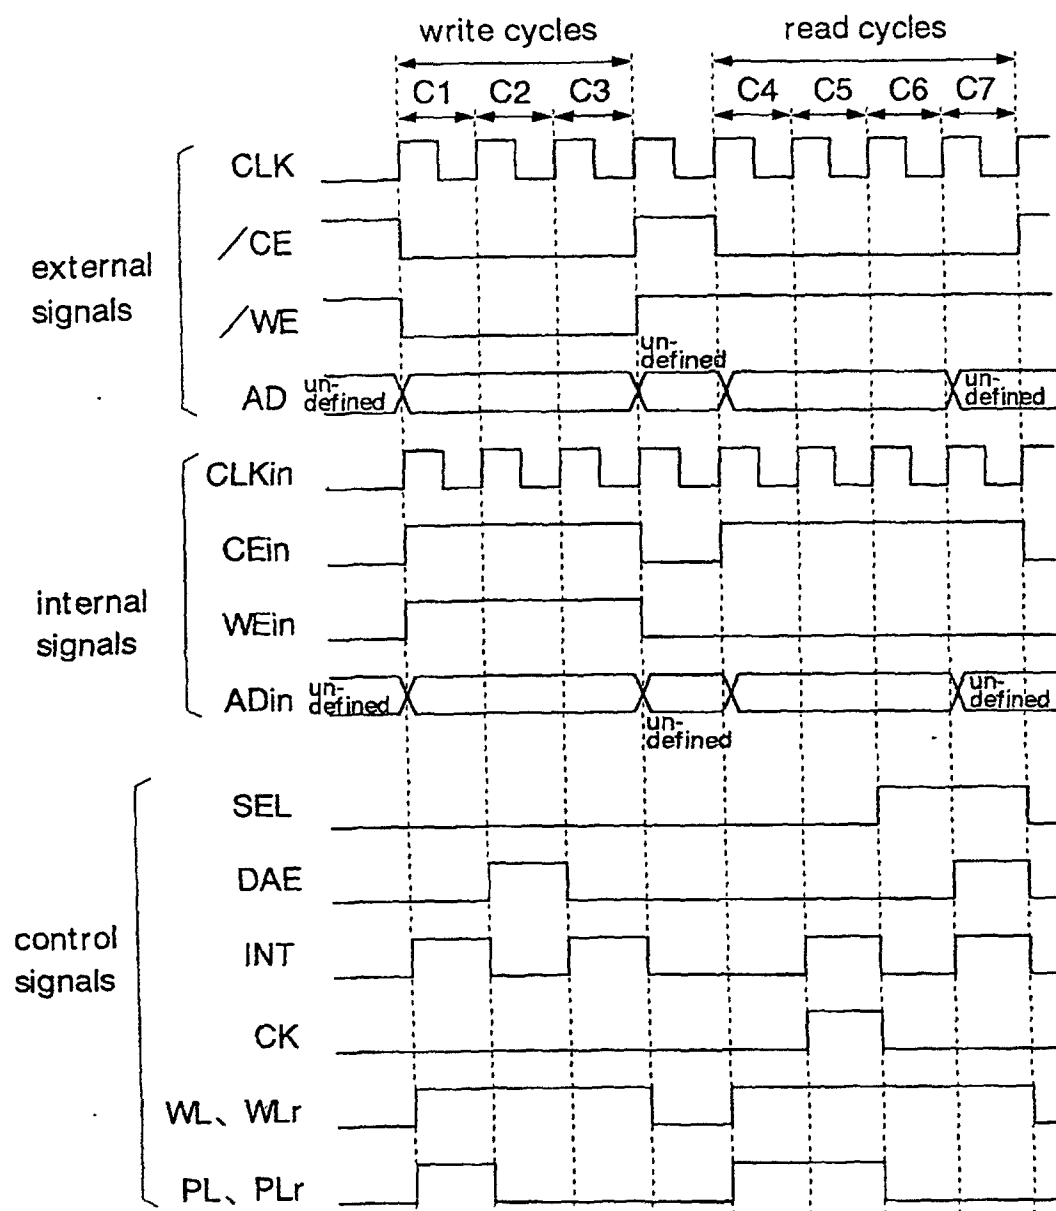 write cycles
read cycles
C1 C2 C3 C4 C5 C6 C7
CLK
/CE
external
signals
/WE
un-
defined
AD un-
defined
un-
defined
CLKin
CEin
internal
signals
WEin
ADin un-
defined
un-
defined
un-
defined
SEL
DAE
control
signals
INT
CK
WL、WLr
PL、PLr